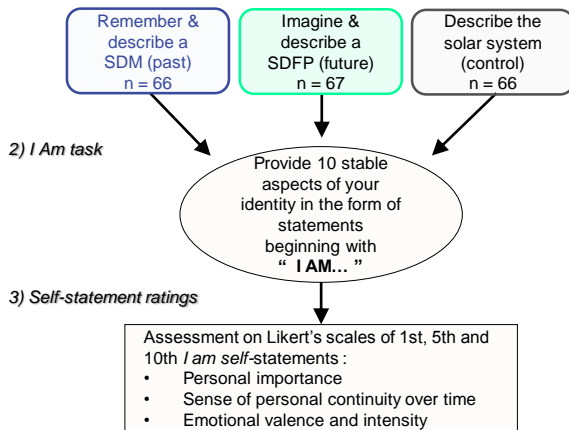 Remember &
describe a
SDM (past)
n = 66
Imagine &
describe a
SDFP (future)
n = 67
Describe the
solar system
(control)
n = 66
2) I Am task
Provide 10 stable
aspects of your
identity in the form of
statements
beginning with
“ I AM… ”
3) Self-statement ratings
Assessment on Likert’s scales of 1st, 5th and
10th I am self-statements :
• Personal importance
• Sense of personal continuity over time
• Emotional valence and intensity